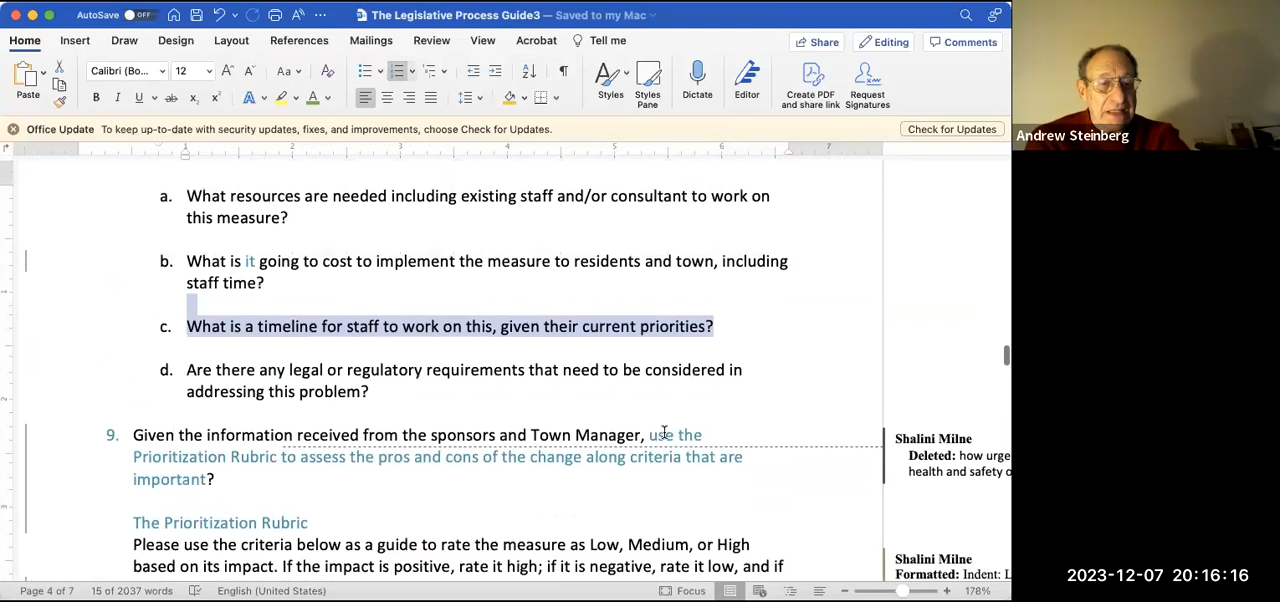 AutoSave OFF ... The Legislative Process Guide3 — Saved to my Mac
Home Insert Draw Design Layout References Mailings Review View Acrobat Tell me Share Editing Comments
Paste Calibri (Bo... 12 A A Aa A Styles Styles Pane Dictate Editor Create PDF and share link Request Signatures
B I U ab x₂ x² A A
Office Update To keep up-to-date with security updates, fixes, and improvements, choose Check for Updates. Check for Updates
Andrew Steinberg
1 2 3 4 5 6 7
a. What resources are needed including existing staff and/or consultant to work on
this measure?
b. What is it going to cost to implement the measure to residents and town, including
staff time?
c. What is a timeline for staff to work on this, given their current priorities?
d. Are there any legal or regulatory requirements that need to be considered in
addressing this problem?
9. Given the information received from the sponsors and Town Manager, use the
Prioritization Rubric to assess the pros and cons of the change along criteria that are
important?
Shalini Milne
Deleted: how urge
health and safety o
The Prioritization Rubric
Please use the criteria below as a guide to rate the measure as Low, Medium, or High
based on its impact. If the impact is positive, rate it high; if it is negative, rate it low, and if
Shalini Milne
Formatted: Indent: L
2023-12-07 20:16:16
Page 4 of 7 15 of 2037 words English (United States) Focus 178%